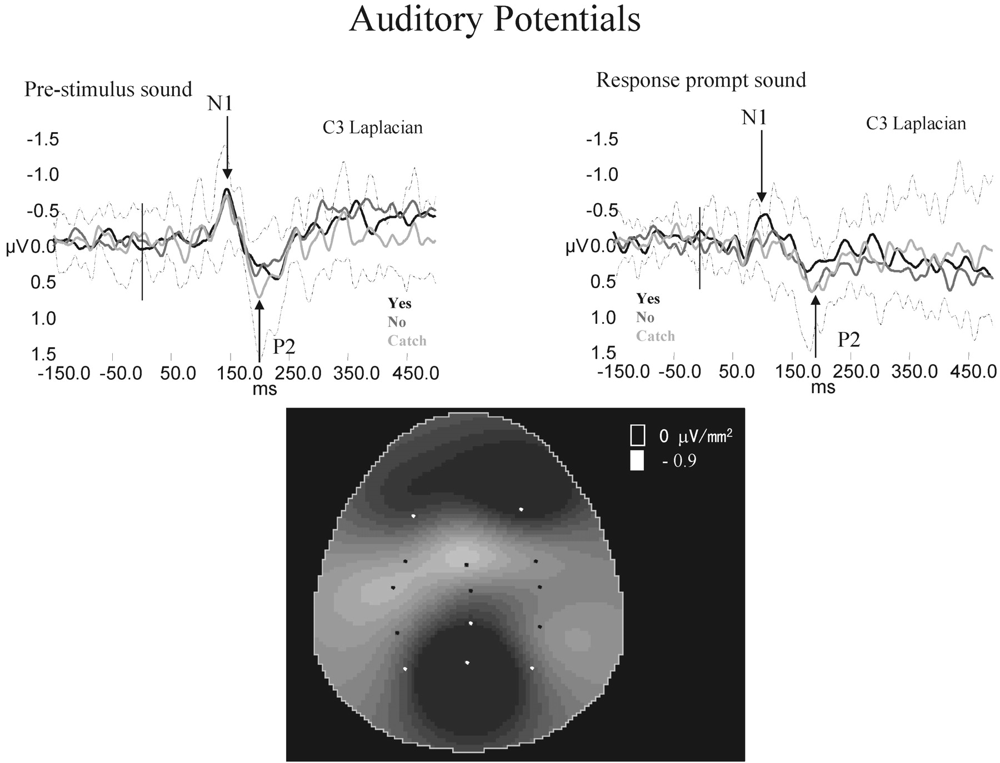 Auditory Potentials
Pre-stimulus sound
N1
C3 Laplacian
-1.5
-1.0
-0.5
µV 0.0
0.5
1.0
1.5
Yes
No
Catch
P2
-150.0 -50.0 50.0 150.0 250.0 350.0 450.0
ms
Response prompt sound
N1
C3 Laplacian
-1.5
-1.0
-0.5
µV 0.0
0.5
1.0
1.5
Yes
No
Catch
P2
-150.0 -50.0 50.0 150.0 250.0 350.0 450.0
ms
0 µV/mm²
- 0.9